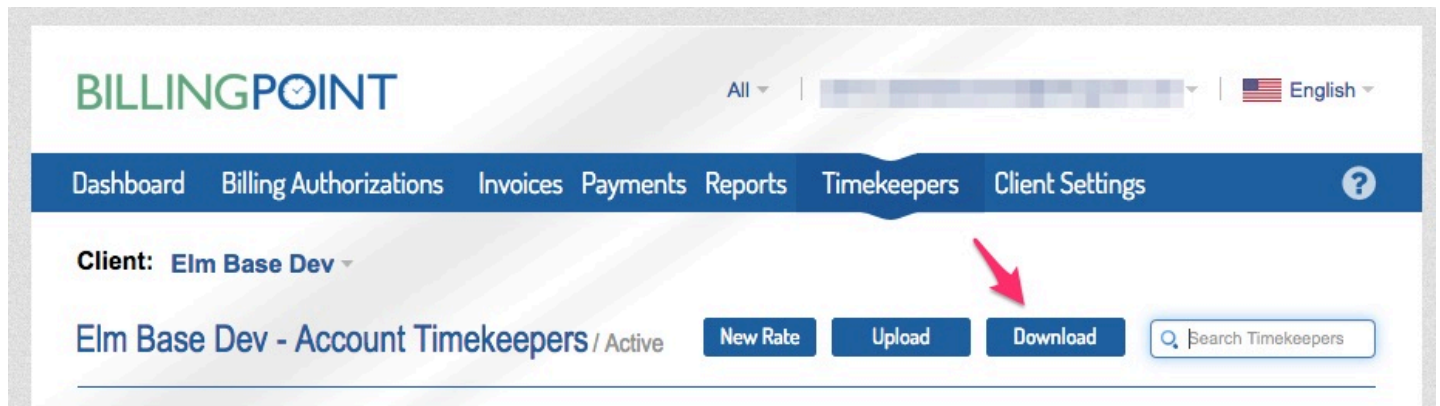 BILLINGPOINT All English
Dashboard Billing Authorizations Invoices Payments Reports Timekeepers Client Settings ?
Client: Elm Base Dev
Elm Base Dev - Account Timekeepers / Active New Rate Upload Download Search Timekeepers